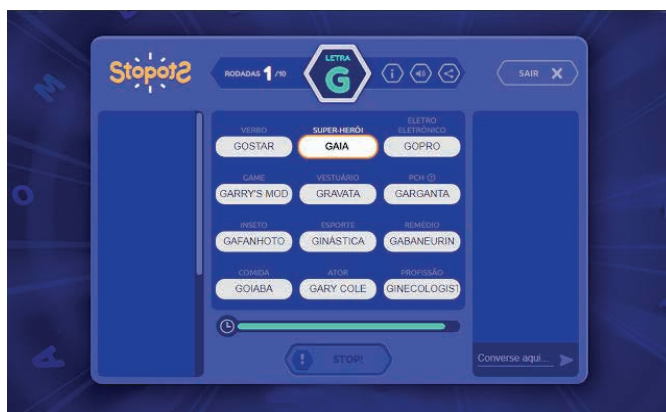 StopotS
RODADAS 1 /10
LETRA
G
SAIR X
VERBO
SUPER-HERÓI
ELETRO
ELETRÔNICO
GOSTAR
GAIA
GOPRO
GAME
VESTUÁRIO
PCH
GARRY'S MOD
GRAVATA
GARGANTA
INSETO
ESPORTE
REMÉDIO
GAFANHOTO
GINÁSTICA
GABANEURIN
COMIDA
ATOR
PROFISSÃO
GOIABA
GARY COLE
GINECOLOGIST
! STOP!
Converse aqui...
M
O
A